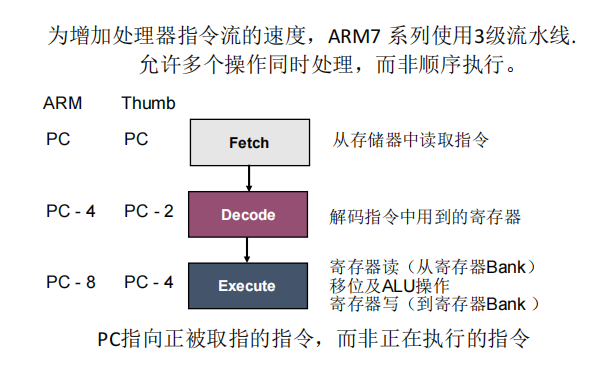 为增加处理器指令流的速度，ARM7 系列使用3级流水线.
允许多个操作同时处理，而非顺序执行。
ARM Thumb
PC PC Fetch 从存储器中读取指令
PC - 4 PC - 2 Decode 解码指令中用到的寄存器
PC - 8 PC - 4 Execute 寄存器读（从寄存器Bank）
移位及ALU操作
寄存器写（到寄存器Bank ）
PC指向正被取指的指令，而非正在执行的指令